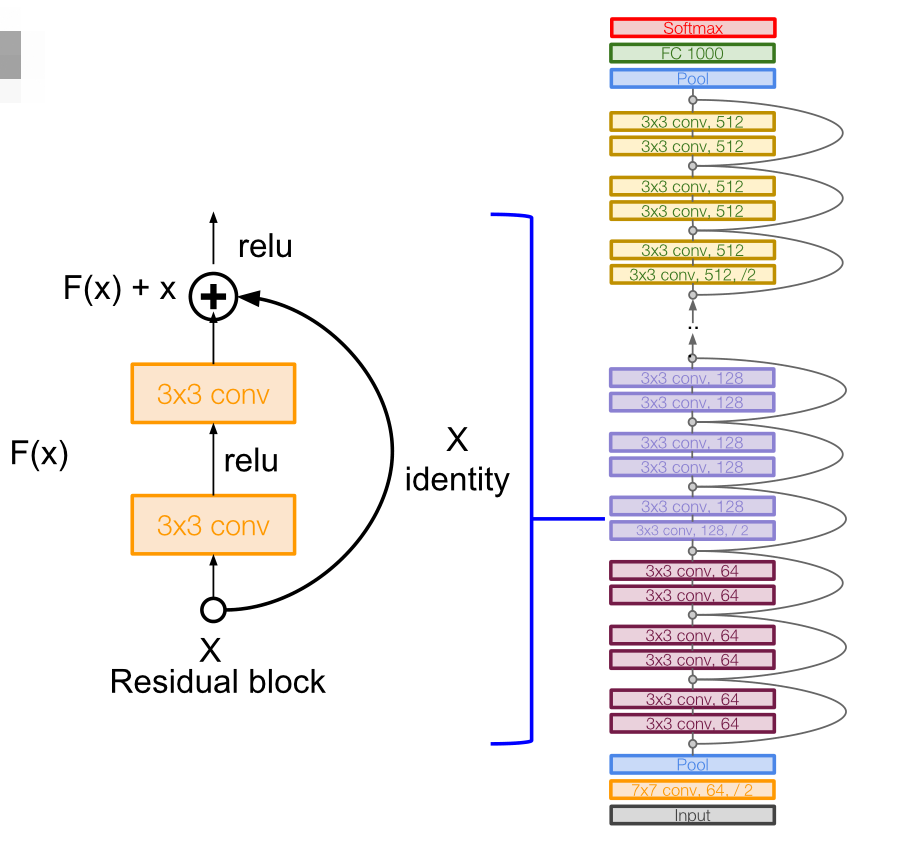 relu
F(x) + x
3x3 conv
F(x)
relu
X
identity
3x3 conv
X
Residual block
Softmax
FC 1000
Pool
3x3 conv, 512
3x3 conv, 512
3x3 conv, 512
3x3 conv, 512
3x3 conv, 512
3x3 conv, 512, /2
..
3x3 conv, 128
3x3 conv, 128
3x3 conv, 128
3x3 conv, 128
3x3 conv, 128
3x3 conv, 128, / 2
3x3 conv, 64
3x3 conv, 64
3x3 conv, 64
3x3 conv, 64
3x3 conv, 64
3x3 conv, 64
Pool
7x7 conv, 64, / 2
Input